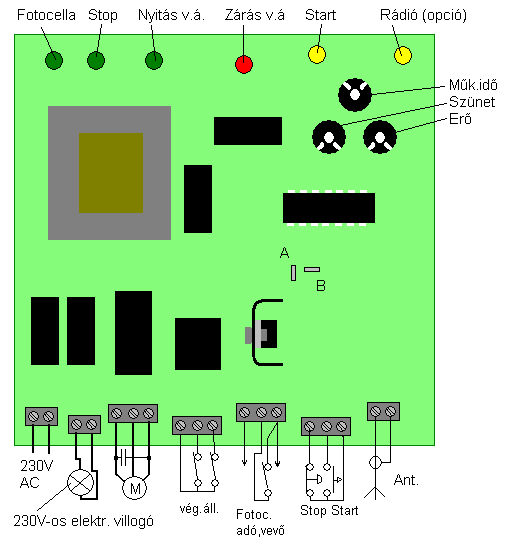 Fotocella Stop Nyitás v.á. Zárás v.á Start Rádió (opció)
Műk.idő
Szünet
Erő
A
B
230V
AC
M
230V-os elektr. villogó
vég.áll.
Fotoc.
adó,vevő
Stop Start
Ant.